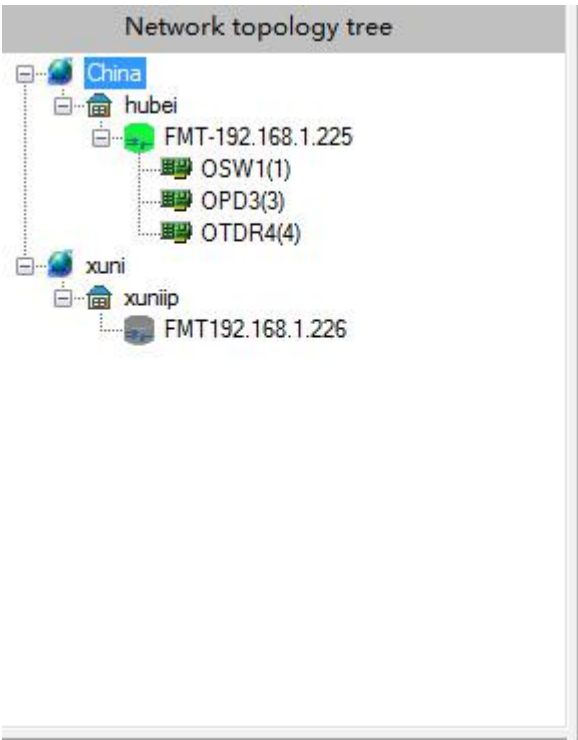 Network topology tree
China
hubei
FMT-192.168.1.225
OSW1(1)
OPD3(3)
OTDR4(4)
xuni
xuniip
FMT192.168.1.226